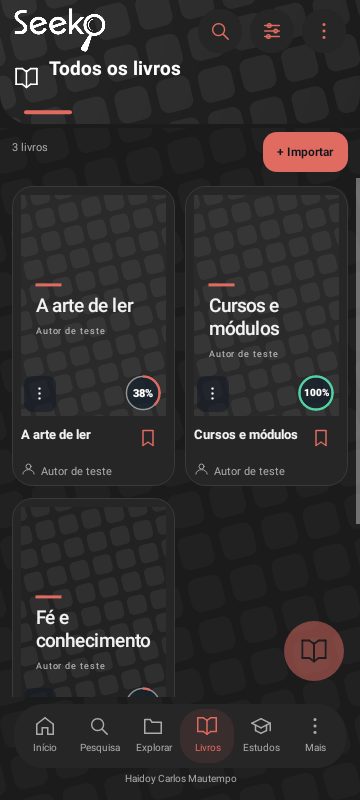 Seeko
Todos os livros
3 livros
+ Importar
A arte de ler
Autor de teste
38%
A arte de ler
Autor de teste
Cursos e
módulos
Autor de teste
100%
Cursos e módulos
Autor de teste
Fé e
conhecimento
Autor de teste
Início
Pesquisa
Explorar
Livros
Estudos
Mais
Haidoy Carlos Mautempo